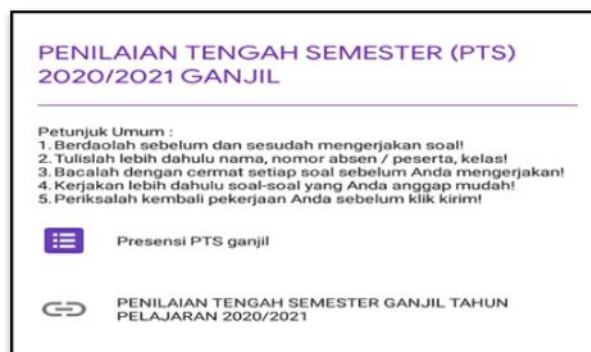 PENILAIAN TENGAH SEMESTER (PTS)
2020/2021 GANJIL
Petunjuk Umum :
1. Berdaolah sebelum dan sesudah mengerjakan soal!
2. Tulislah lebih dahulu nama, nomor absen / peserta, kelas!
3. Bacalah dengan cermat setiap soal sebelum Anda mengerjakan!
4. Kerjakan lebih dahulu soal-soal yang Anda anggap mudah!
5. Periksalah kembali pekerjaan Anda sebelum klik kirim!
Presensi PTS ganjil
PENILAIAN TENGAH SEMESTER GANJIL TAHUN
PELAJARAN 2020/2021